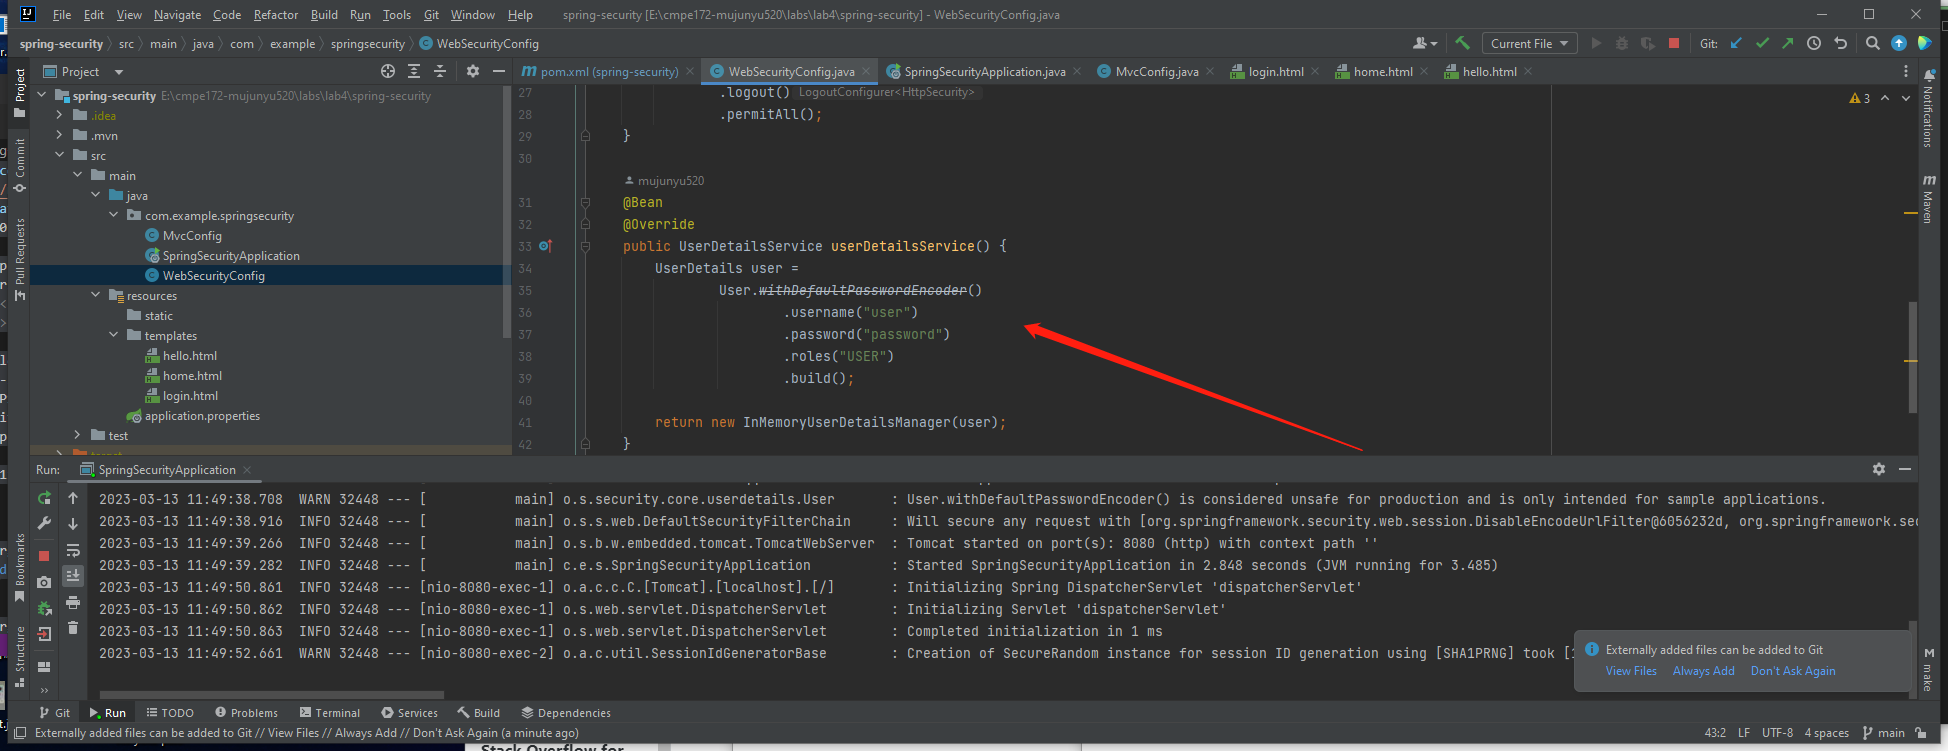 File Edit View Navigate Code Refactor Build Run Tools Git Window Help spring-security [E:\cmpe172-mujunyu520\labs\lab4\spring-security] - WebSecurityConfig.java
spring-security src main java com example springsecurity WebSecurityConfig Current File Git:
Project
pom.xml (spring-security) WebSecurityConfig.java SpringSecurityApplication.java MvcConfig.java login.html home.html hello.html
spring-security E:\cmpe172-mujunyu520\labs\lab4\spring-security
.idea
.mvn
src
main
java
com.example.springsecurity
MvcConfig
SpringSecurityApplication
WebSecurityConfig
resources
static
templates
hello.html
home.html
login.html
application.properties
test
27 .logout() LogoutConfigurer<HttpSecurity>
28 .permitAll();
29 }
30
mujunyu520
31 @Bean
32 @Override
33 public UserDetailsService userDetailsService() {
34 UserDetails user =
35 User.withDefaultPasswordEncoder()
36 .username("user")
37 .password("password")
38 .roles("USER")
39 .build();
40
41 return new InMemoryUserDetailsManager(user);
42 }
3
Project
Commit
Pull Requests
Bookmarks
Structure
Notifications
Maven
make
Run: SpringSecurityApplication
2023-03-13 11:49:38.708 WARN 32448 --- [ main] o.s.security.core.userdetails.User : User.withDefaultPasswordEncoder() is considered unsafe for production and is only intended for sample applications.
2023-03-13 11:49:38.916 INFO 32448 --- [ main] o.s.s.web.DefaultSecurityFilterChain : Will secure any request with [org.springframework.security.web.session.DisableEncodeUrlFilter@6056232d, org.springframework.sec
2023-03-13 11:49:39.266 INFO 32448 --- [ main] o.s.b.w.embedded.tomcat.TomcatWebServer : Tomcat started on port(s): 8080 (http) with context path ''
2023-03-13 11:49:39.282 INFO 32448 --- [ main] c.e.s.SpringSecurityApplication : Started SpringSecurityApplication in 2.848 seconds (JVM running for 3.485)
2023-03-13 11:49:50.861 INFO 32448 --- [nio-8080-exec-1] o.a.c.c.C.[Tomcat].[localhost].[/] : Initializing Spring DispatcherServlet 'dispatcherServlet'
2023-03-13 11:49:50.862 INFO 32448 --- [nio-8080-exec-1] o.s.web.servlet.DispatcherServlet : Initializing Servlet 'dispatcherServlet'
2023-03-13 11:49:50.863 INFO 32448 --- [nio-8080-exec-1] o.s.web.servlet.DispatcherServlet : Completed initialization in 1 ms
2023-03-13 11:49:52.661 WARN 32448 --- [nio-8080-exec-2] o.a.c.util.SessionIdGeneratorBase : Creation of SecureRandom instance for session ID generation using [SHA1PRNG] took [
Externally added files can be added to Git
View Files Always Add Don't Ask Again
Git Run TODO Problems Terminal Services Build Dependencies
Externally added files can be added to Git // View Files // Always Add // Don't Ask Again (a minute ago) 43:2 LF UTF-8 4 spaces main
Stack Overflow for